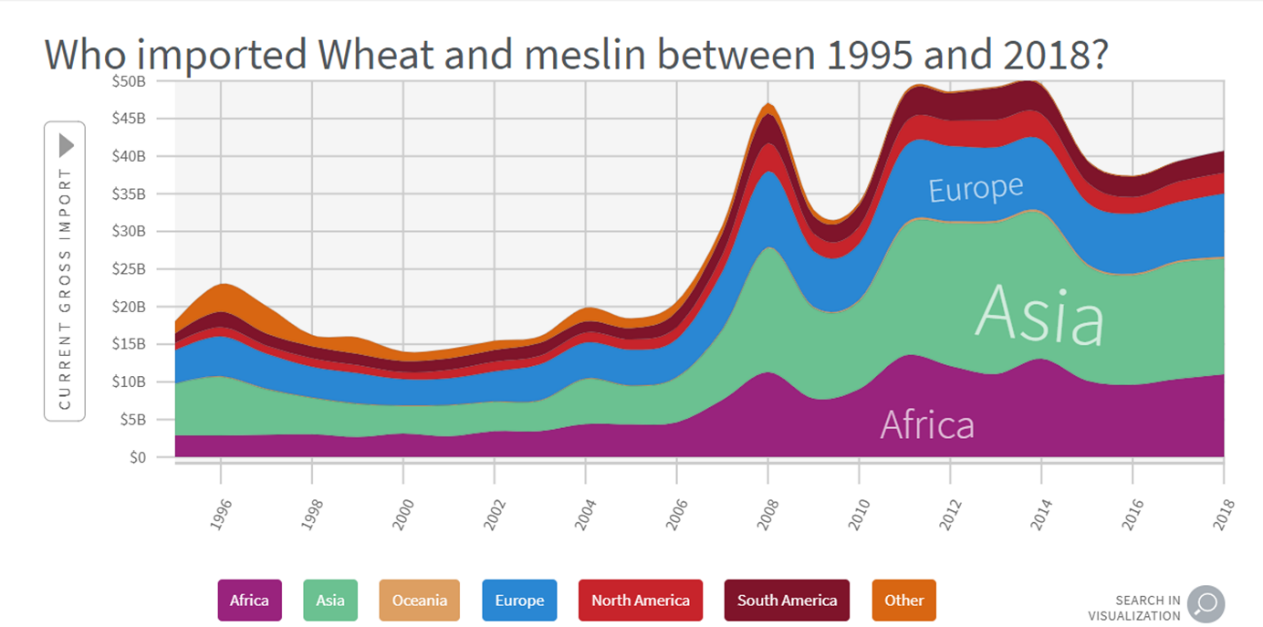 Who imported Wheat and meslin between 1995 and 2018?
CURRENT GROSS IMPORT
$50B
$45B
$40B
$35B
$30B
$25B
$20B
$15B
$10B
$5B
$0
Europe
Asia
Africa
1996
1998
2000
2002
2004
2006
2008
2010
2012
2014
2016
2018
Africa
Asia
Oceania
Europe
North America
South America
Other
SEARCH IN
VISUALIZATION